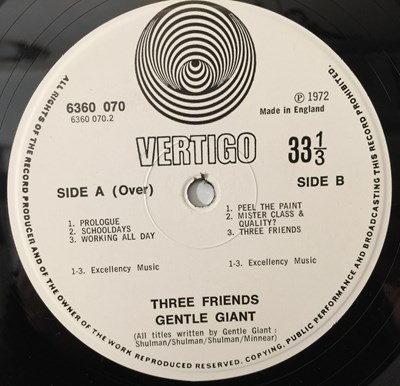 6360 070
6360 070.2
℗ 1972
Made in England
VERTIGO
33 1/3
SIDE A (Over)
1. PROLOGUE
2. SCHOOLDAYS
3. WORKING ALL DAY
1-3. Excellency Music
SIDE B
1. PEEL THE PAINT
2. MISTER CLASS &
QUALITY?
3. THREE FRIENDS
1-3. Excellency Music
THREE FRIENDS
GENTLE GIANT
(All titles written by Gentle Giant :
Shulman/Shulman/Shulman/Minnear)
ALL RIGHTS OF THE RECORD PRODUCER AND OF THE OWNER OF THE WORK REPRODUCED RESERVED. COPYING, PUBLIC PERFORMANCE AND BROADCASTING THIS RECORD PROHIBITED.